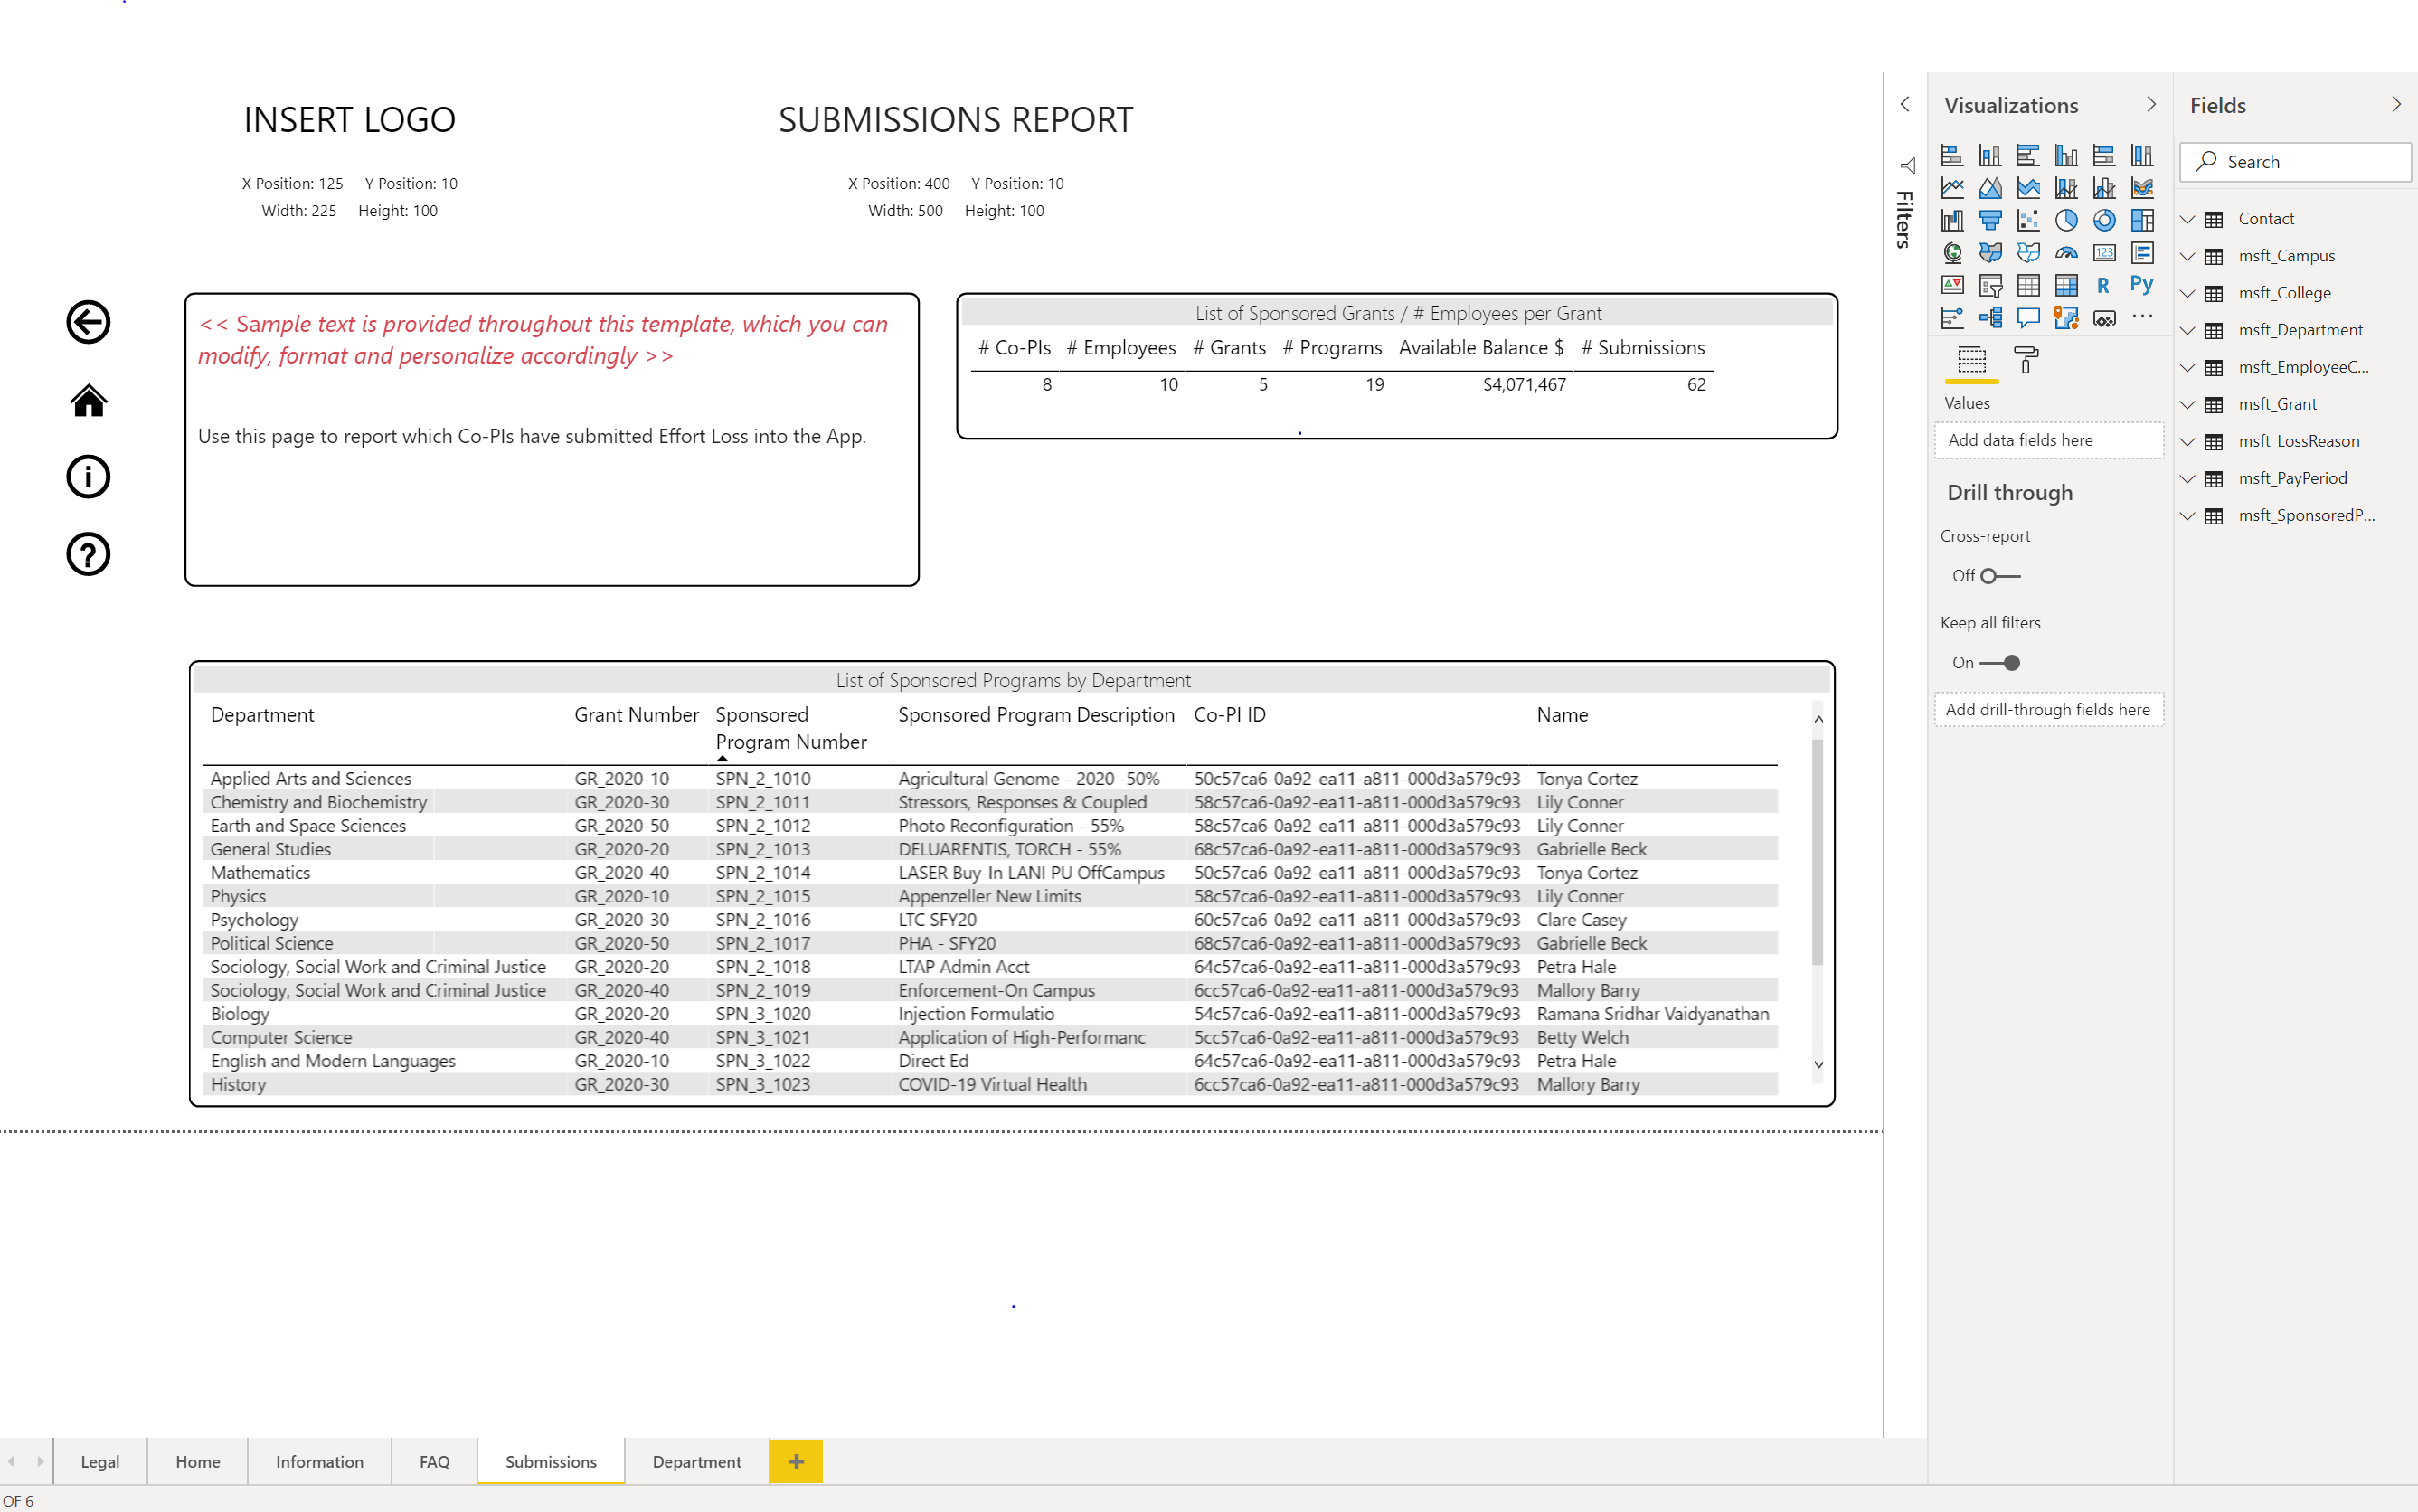 INSERT LOGO
X Position: 125 Y Position: 10
Width: 225 Height: 100
SUBMISSIONS REPORT
X Position: 400 Y Position: 10
Width: 500 Height: 100
<< Sample text is provided throughout this template, which you can
modify, format and personalize accordingly >>
Use this page to report which Co-PIs have submitted Effort Loss into the App.
List of Sponsored Grants / # Employees per Grant
# Co-PIs # Employees # Grants # Programs Available Balance $ # Submissions
8 10 5 19 $4,071,467 62
List of Sponsored Programs by Department
Department Grant Number Sponsored Program Number Sponsored Program Description Co-PI ID Name
Applied Arts and Sciences GR_2020-10 SPN_2_1010 Agricultural Genome - 2020 -50% 50c57ca6-0a92-ea11-a811-000d3a579c93 Tonya Cortez
Chemistry and Biochemistry GR_2020-30 SPN_2_1011 Stressors, Responses & Coupled 58c57ca6-0a92-ea11-a811-000d3a579c93 Lily Conner
Earth and Space Sciences GR_2020-50 SPN_2_1012 Photo Reconfiguration - 55% 58c57ca6-0a92-ea11-a811-000d3a579c93 Lily Conner
General Studies GR_2020-20 SPN_2_1013 DELUARENTIS, TORCH - 55% 68c57ca6-0a92-ea11-a811-000d3a579c93 Gabrielle Beck
Mathematics GR_2020-40 SPN_2_1014 LASER Buy-In LANI PU OffCampus 50c57ca6-0a92-ea11-a811-000d3a579c93 Tonya Cortez
Physics GR_2020-10 SPN_2_1015 Appenzeller New Limits 58c57ca6-0a92-ea11-a811-000d3a579c93 Lily Conner
Psychology GR_2020-30 SPN_2_1016 LTC SFY20 60c57ca6-0a92-ea11-a811-000d3a579c93 Clare Casey
Political Science GR_2020-50 SPN_2_1017 PHA - SFY20 68c57ca6-0a92-ea11-a811-000d3a579c93 Gabrielle Beck
Sociology, Social Work and Criminal Justice GR_2020-20 SPN_2_1018 LTAP Admin Acct 64c57ca6-0a92-ea11-a811-000d3a579c93 Petra Hale
Sociology, Social Work and Criminal Justice GR_2020-40 SPN_2_1019 Enforcement-On Campus 6cc57ca6-0a92-ea11-a811-000d3a579c93 Mallory Barry
Biology GR_2020-20 SPN_3_1020 Injection Formulatio 54c57ca6-0a92-ea11-a811-000d3a579c93 Ramana Sridhar Vaidyanathan
Computer Science GR_2020-40 SPN_3_1021 Application of High-Performanc 5cc57ca6-0a92-ea11-a811-000d3a579c93 Betty Welch
English and Modern Languages GR_2020-10 SPN_3_1022 Direct Ed 64c57ca6-0a92-ea11-a811-000d3a579c93 Petra Hale
History GR_2020-30 SPN_3_1023 COVID-19 Virtual Health 6cc57ca6-0a92-ea11-a811-000d3a579c93 Mallory Barry
Filters
Visualizations
123
R
Py
...
Values
Add data fields here
Drill through
Cross-report
Off
Keep all filters
On
Add drill-through fields here
Fields
Search
Contact
msft_Campus
msft_College
msft_Department
msft_EmployeeC...
msft_Grant
msft_LossReason
msft_PayPeriod
msft_SponsoredP...
Legal Home Information FAQ Submissions Department +
OF 6